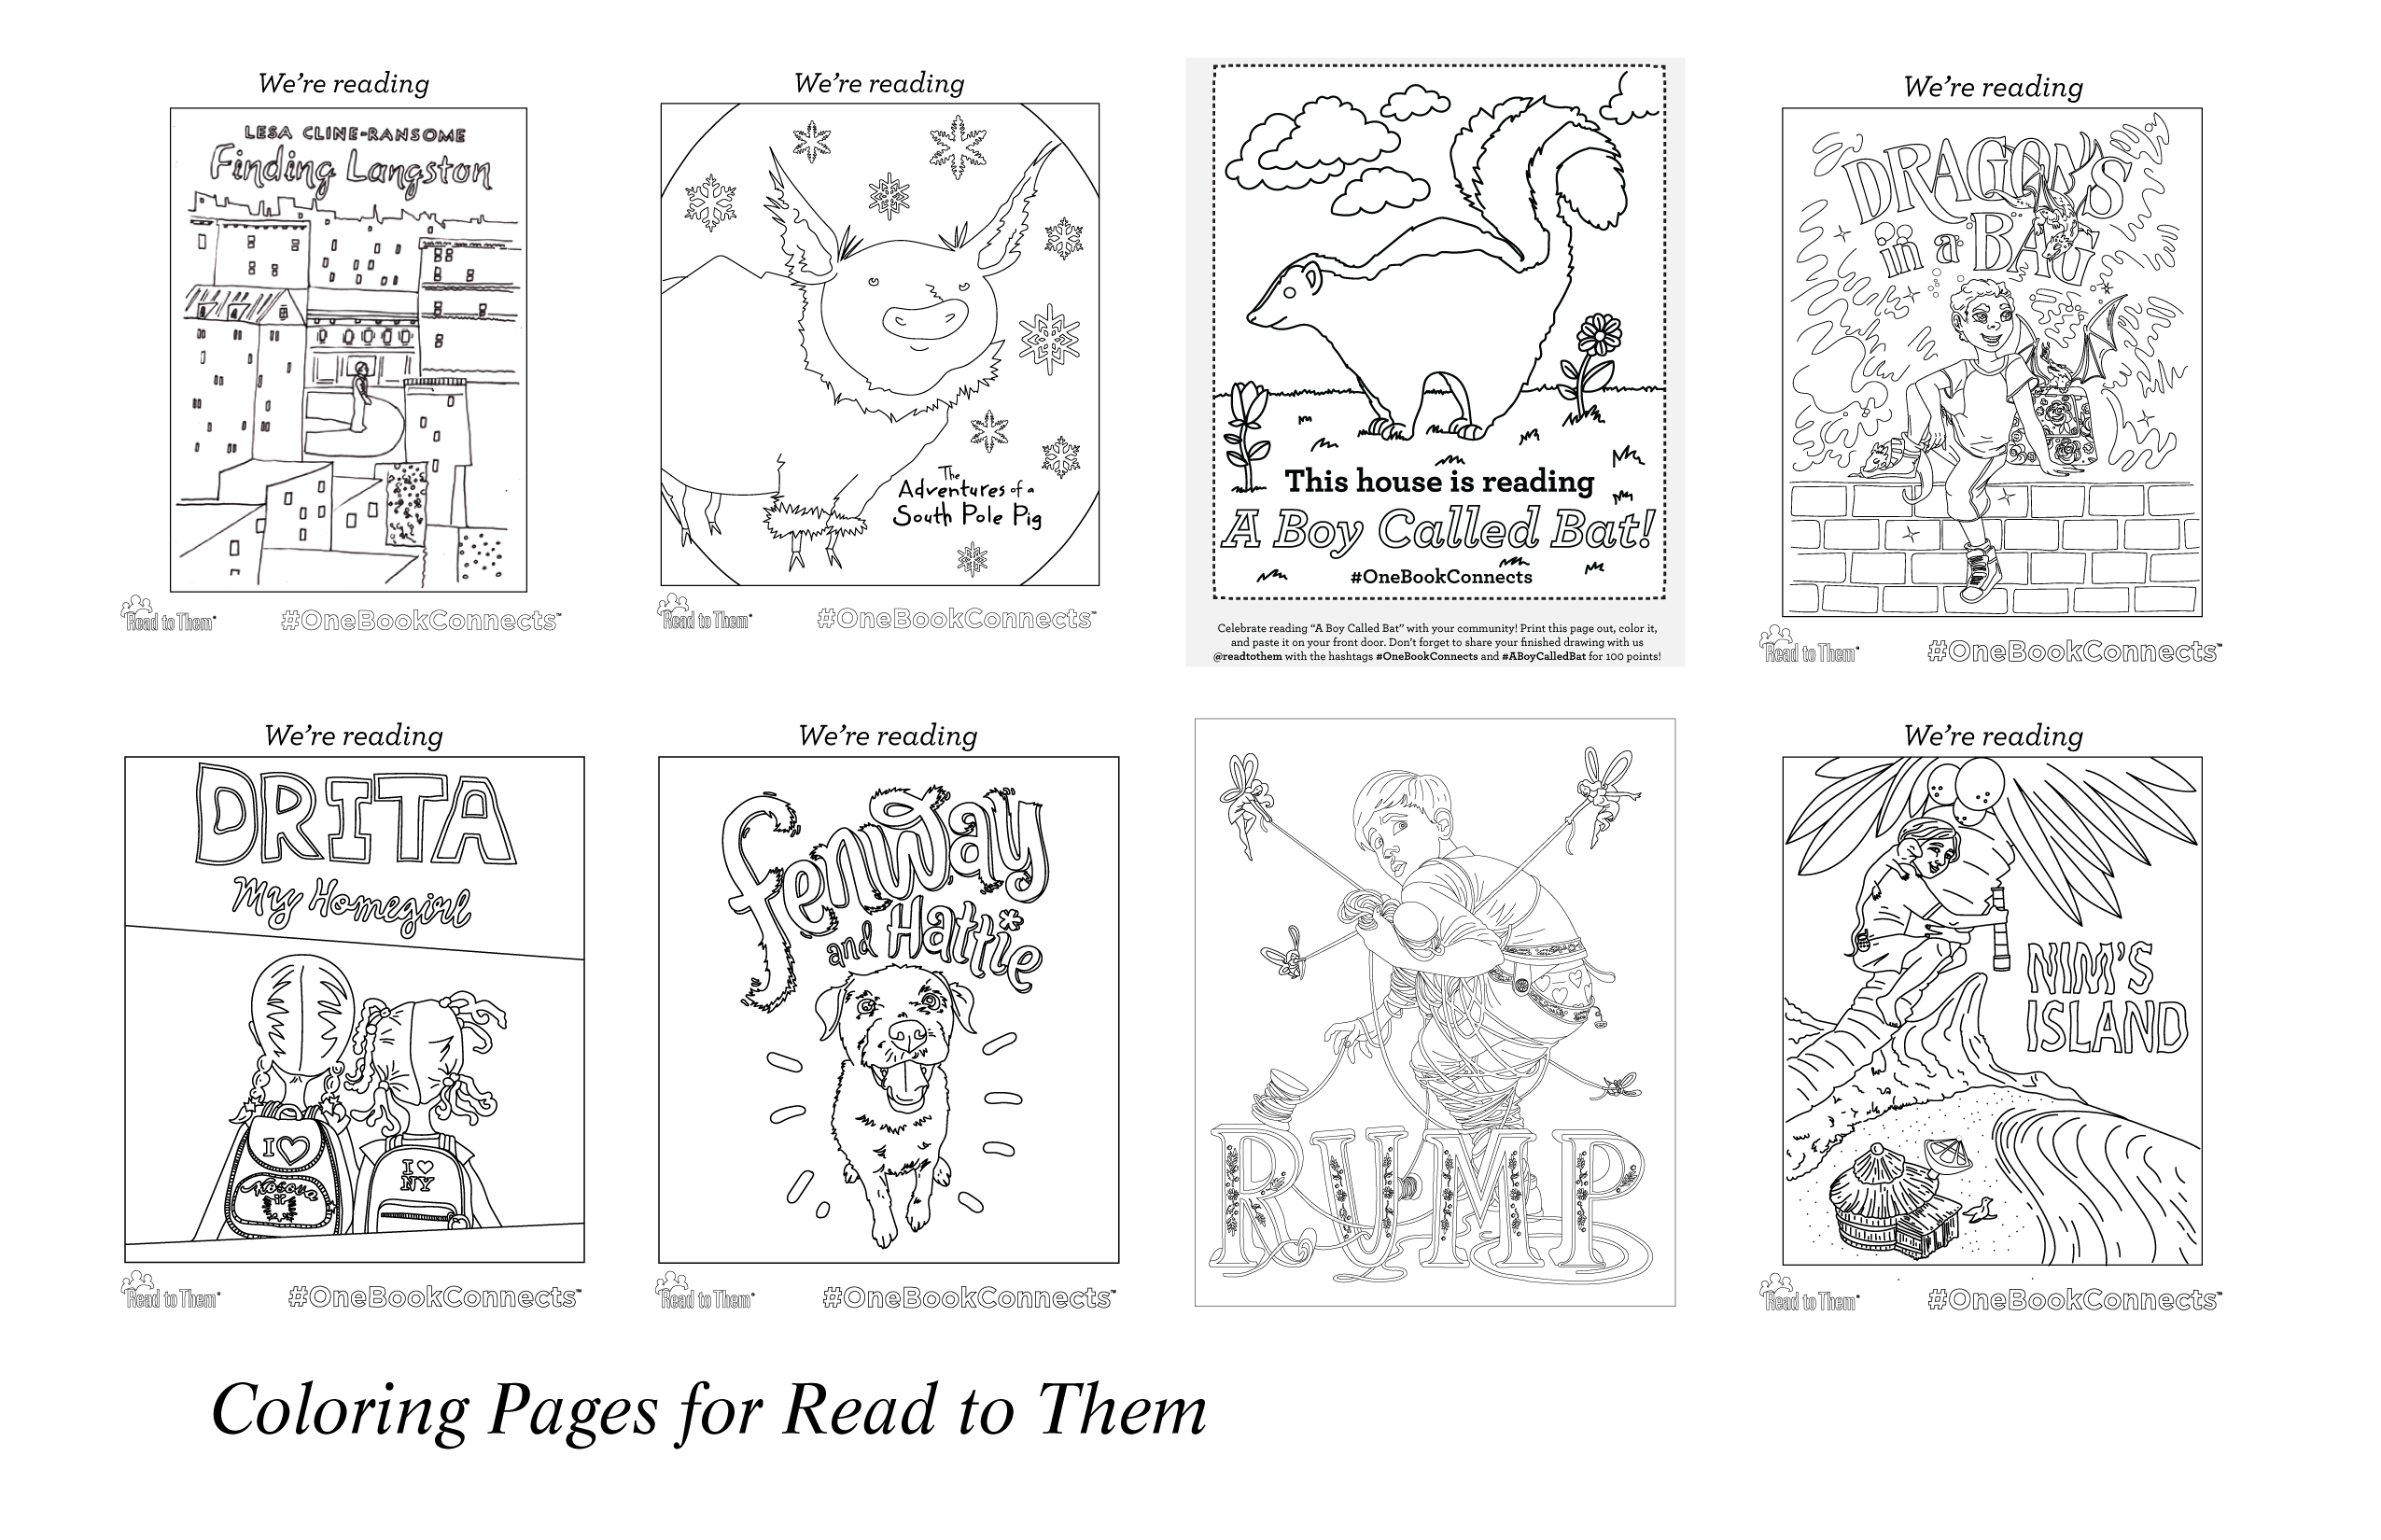 We're reading
LESA CLINE-RANSOME
Finding Langston
Read to Them®
#OneBookConnects™
We're reading
The
Adventures of a
South Pole Pig
Read to Them®
#OneBookConnects™
This house is reading
A Boy Called Bat!
#OneBookConnects
Celebrate reading “A Boy Called Bat” with your community! Print this page out, color it,
and paste it on your front door. Don't forget to share your finished drawing with us
@readtothem with the hashtags #OneBookConnects and #ABoyCalledBat for 100 points!
We're reading
DRAGONS
in a BAG
Read to Them®
#OneBookConnects™
We're reading
DRITA
My Homegirl
I ♡
Kosova
I ♡
NY
Read to Them®
#OneBookConnects™
We're reading
fenway
and Hattie
Read to Them®
#OneBookConnects™
RUMP
We're reading
NIM'S
ISLAND
Read to Them®
#OneBookConnects™
Coloring Pages for Read to Them